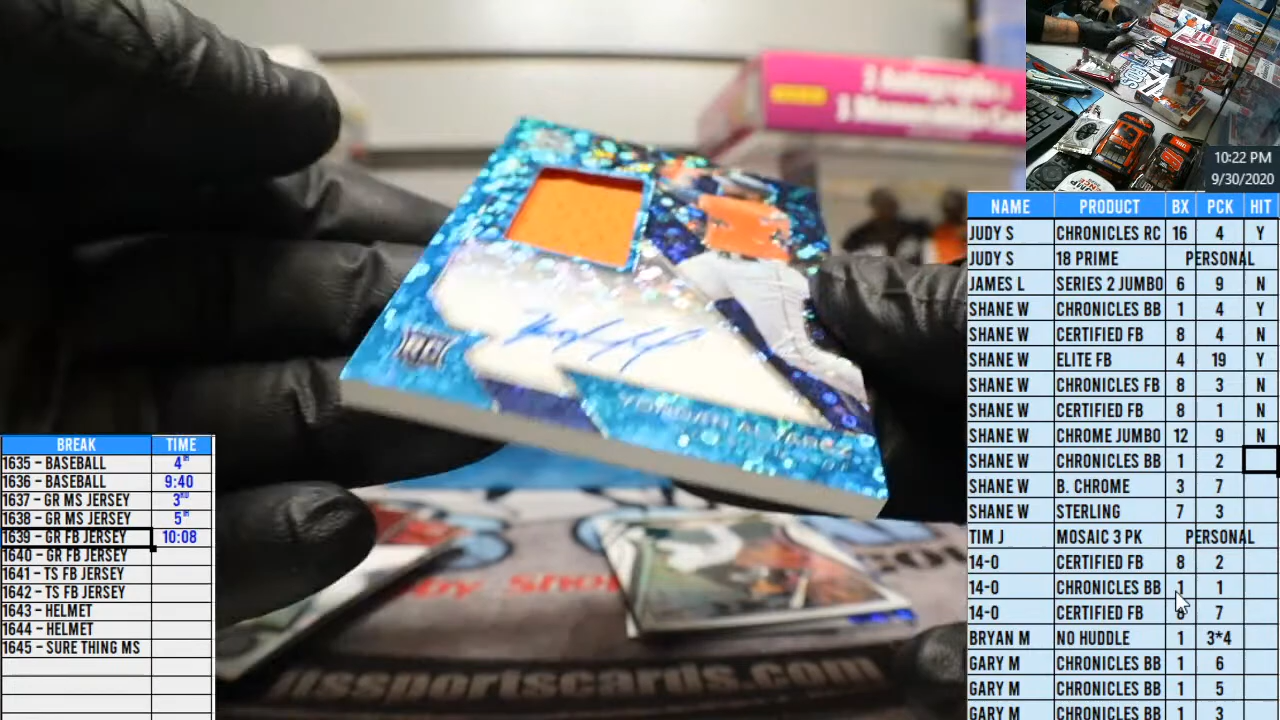 10:22 PM
9/30/2020
NAME PRODUCT BX PCK HIT
JUDY S CHRONICLES RC 16 4 Y
JUDY S 18 PRIME PERSONAL
JAMES L SERIES 2 JUMBO 6 9 N
SHANE W CHRONICLES BB 1 4 Y
SHANE W CERTIFIED FB 8 4 N
SHANE W ELITE FB 4 19 Y
SHANE W CHRONICLES FB 8 3 N
SHANE W CERTIFIED FB 8 1 N
SHANE W CHROME JUMBO 12 9 N
SHANE W CHRONICLES BB 1 2
SHANE W B. CHROME 3 7
SHANE W STERLING 7 3
TIM J MOSAIC 3 PK PERSONAL
14-0 CERTIFIED FB 8 2
14-0 CHRONICLES BB 1 1
14-0 CERTIFIED FB 8 7
BRYAN M NO HUDDLE 1 3*4
GARY M CHRONICLES BB 1 6
GARY M CHRONICLES BB 1 5
GARY M CHRONICLES BB 1 3
BREAK TIME
1635 - BASEBALL 4TH
1636 - BASEBALL 9:40
1637 - GR MS JERSEY 3RD
1638 - GR MS JERSEY 5TH
1639 - GR FB JERSEY 10:08
1640 - GR FB JERSEY
1641 - TS FB JERSEY
1642 - TS FB JERSEY
1643 - HELMET
1644 - HELMET
1645 - SURE THING MS
2 Autographs &
YORDAN ALVAREZ
itssportscards.com